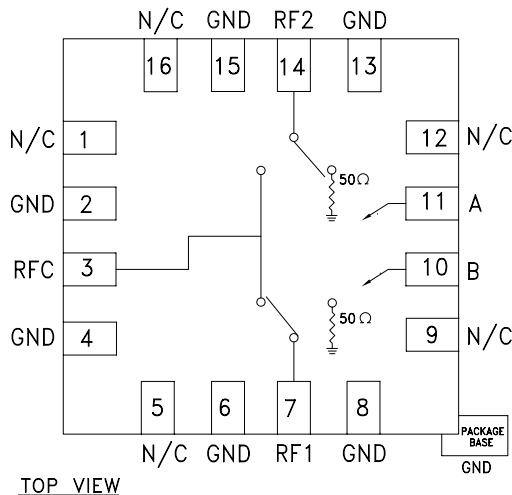 N/C GND RF2 GND
16 15 14 13
N/C 1 12 N/C
50Ω
GND 2 11 A
RFC 3 10 B
50Ω
GND 4 9 N/C
5 6 7 8
N/C GND RF1 GND
PACKAGE
BASE
GND
TOP VIEW